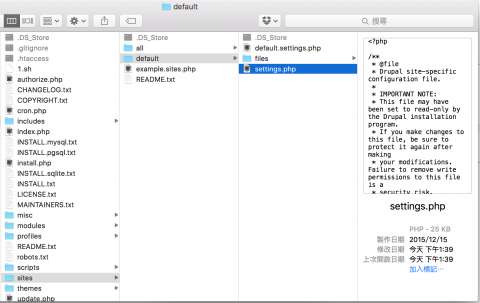 default
搜尋
.DS_Store
.gitignore
.htaccess
1.sh
authorize.php
CHANGELOG.txt
COPYRIGHT.txt
cron.php
includes
index.php
INSTALL.mysql.txt
INSTALL.pgsql.txt
install.php
INSTALL.sqlite.txt
INSTALL.txt
LICENSE.txt
MAINTAINERS.txt
misc
modules
profiles
README.txt
robots.txt
scripts
sites
themes
update.php
.DS_Store
all
default
example.sites.php
README.txt
.DS_Store
default.settings.php
files
settings.php
<?php
/**
* @file
* Drupal site-specific
configuration file.
*
* IMPORTANT NOTE:
* This file may have
been set to read-only by
the Drupal installation
program.
* If you make changes to
this file, be sure to
protect it again after
making
* your modifications.
Failure to remove write
permissions to this file
is a
* security risk.
settings.php
PHP - 25 KB
製作日期 2015/12/15
修改日期 今天 下午1:39
上次開啟日期 今天 下午1:39
加入標記⋯